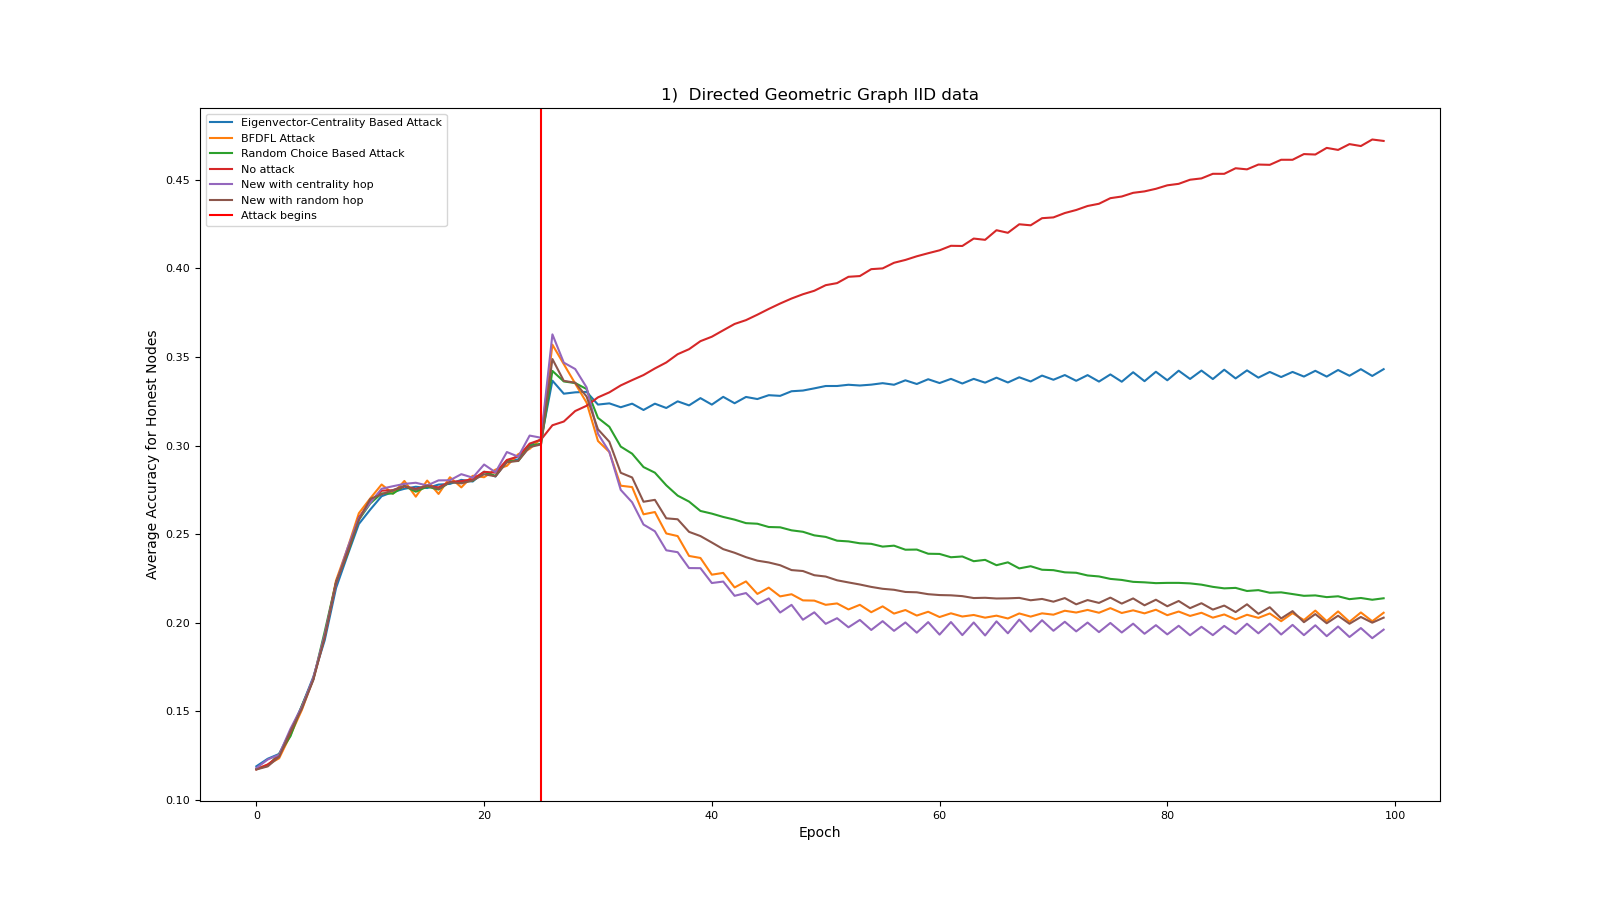 1)  Directed Geometric Graph IID data
Eigenvector-Centrality Based Attack
BFDFL Attack
Random Choice Based Attack
No attack
New with centrality hop
New with random hop
Attack begins
Average Accuracy for Honest Nodes
0.45
0.40
0.35
0.30
0.25
0.20
0.15
0.10
0 20 40 60 80 100
Epoch